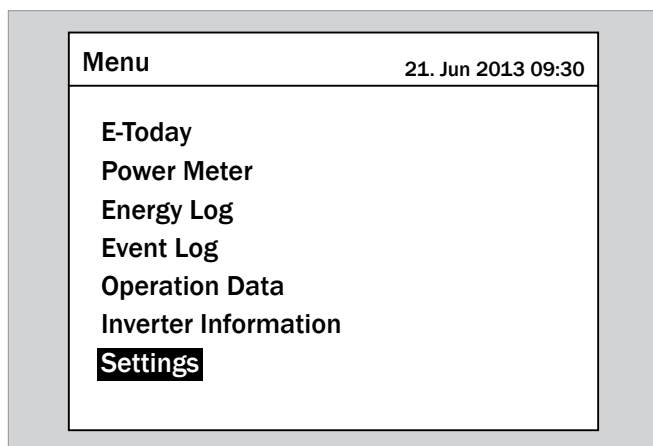 Menu
21. Jun 2013 09:30
E-Today
Power Meter
Energy Log
Event Log
Operation Data
Inverter Information
Settings